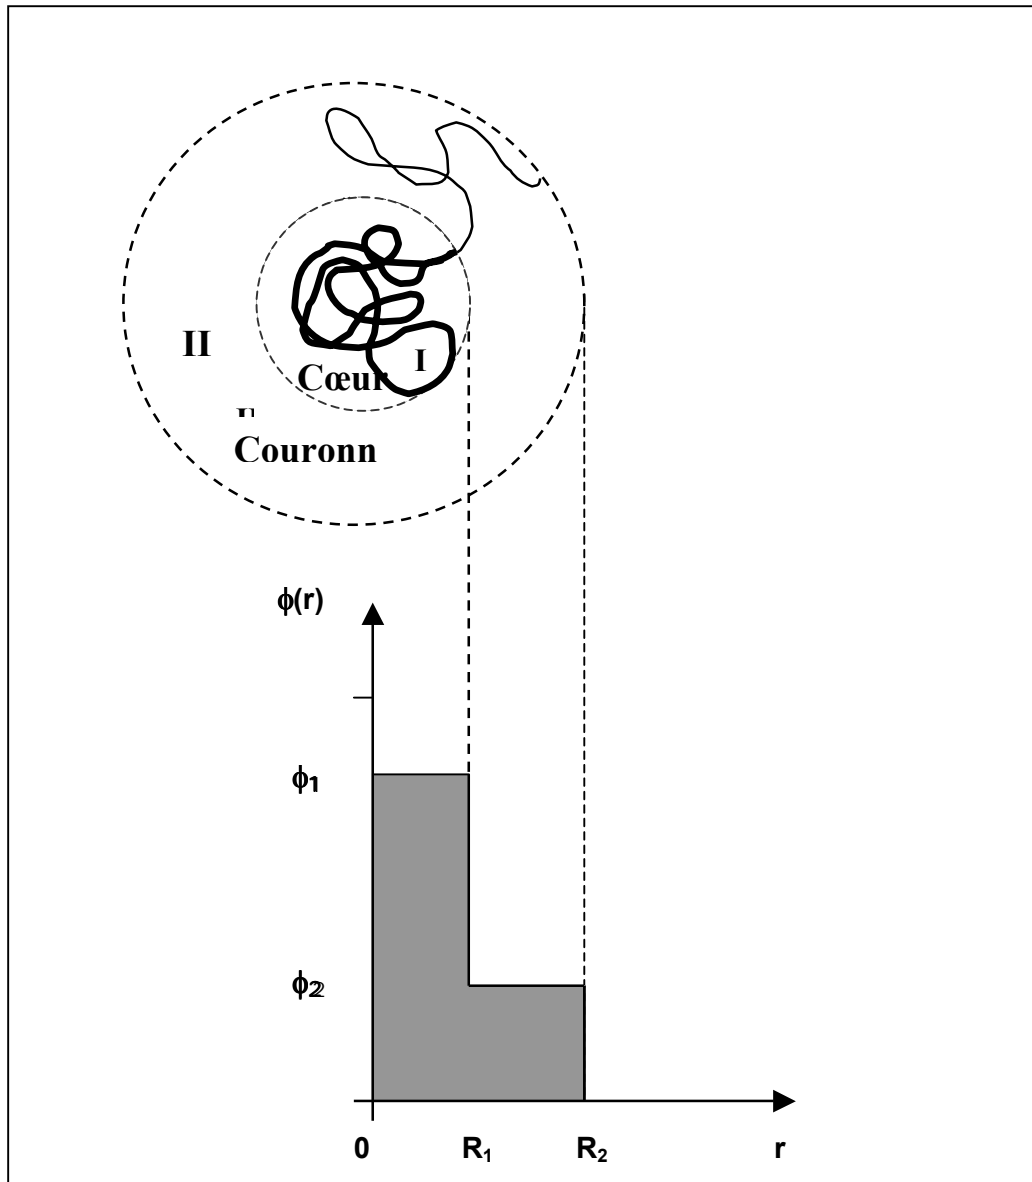 II
I
Cœur
Couronn
ϕ(r)
ϕ₁
ϕ₂
0 R₁ R₂ r